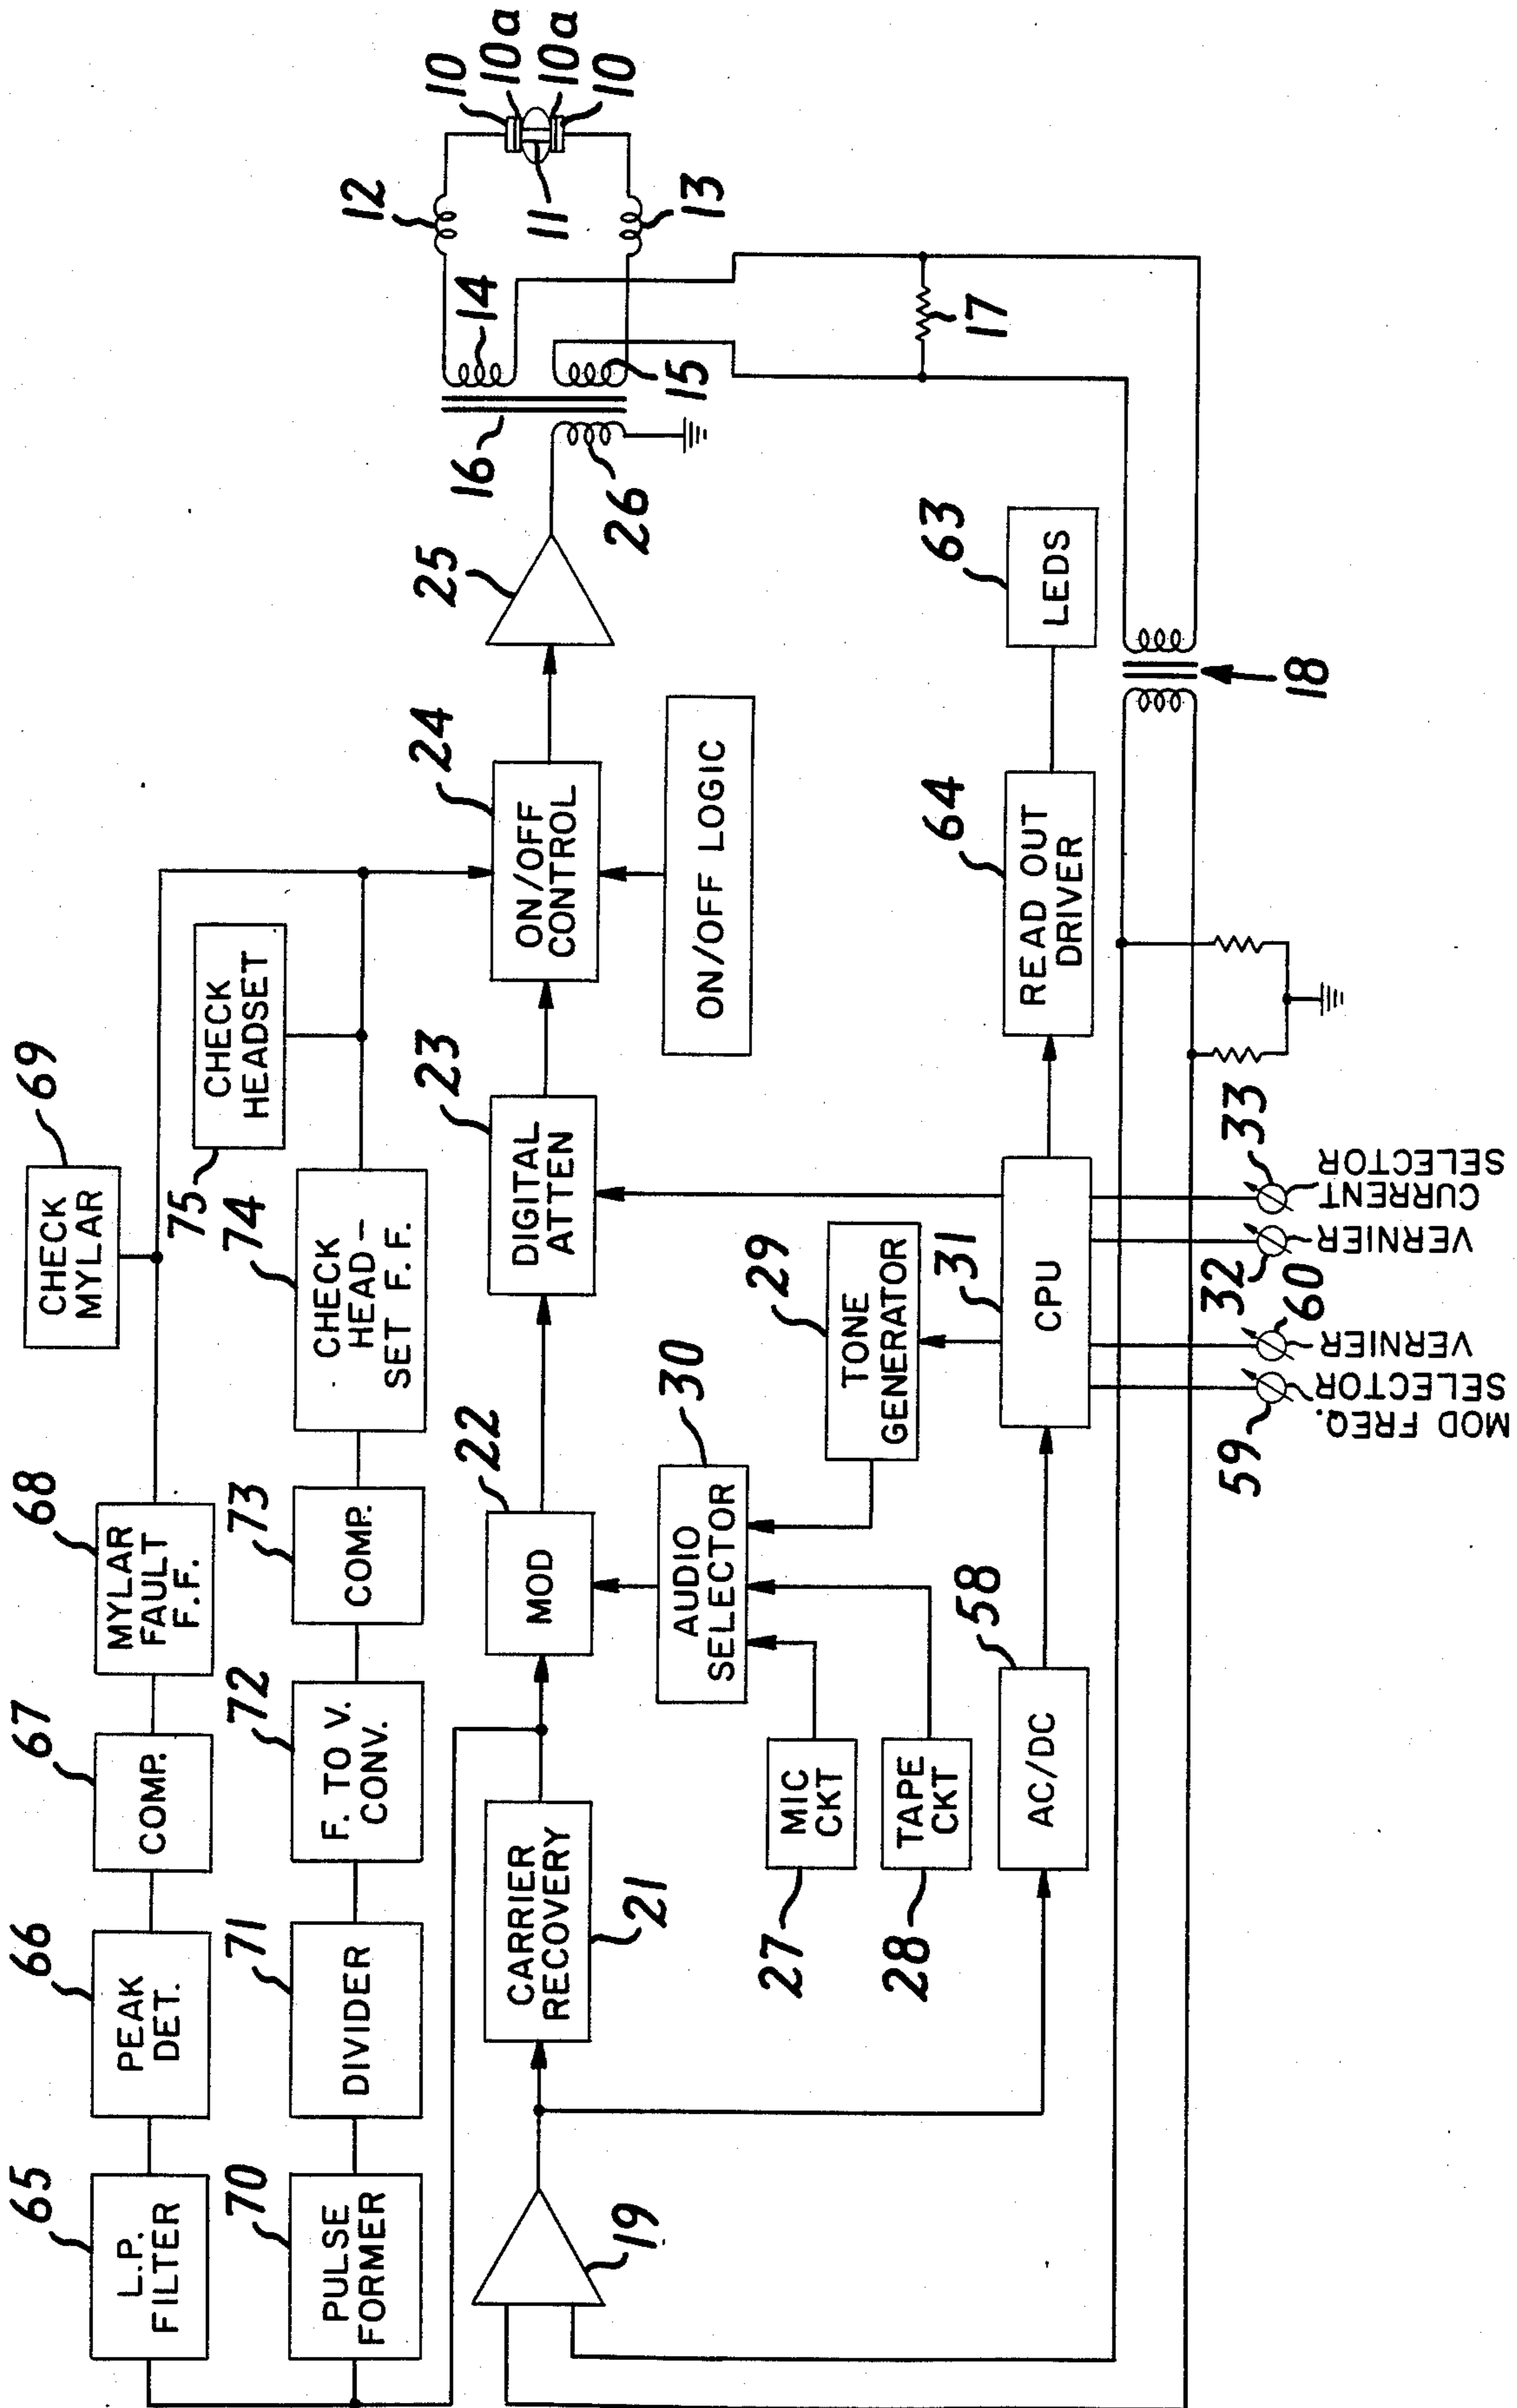 65
L.P.
FILTER
66
PEAK
DET.
67
COMP.
68
MYLAR
FAULT
F.F.
CHECK
MYLAR
69
70
PULSE
FORMER
71
DIVIDER
72
F. TO V.
CONV.
73
COMP.
74
CHECK
HEAD-
SET F.F.
75
CHECK
HEADSET
19
CARRIER
RECOVERY
21
22
MOD
23
DIGITAL
ATTEN
24
ON/OFF
CONTROL
ON/OFF LOGIC
25
26
16
14
15
12
13
11
10
10a
10a
10
17
18
27
MIC
CKT
28
TAPE
CKT
30
AUDIO
SELECTOR
29
TONE
GENERATOR
58
AC/DC
31
CPU
64
READ OUT
DRIVER
63
LEDS
59
MOD FREQ.
SELECTOR
60
VERNIER
32
VERNIER
33
CURRENT
SELECTOR